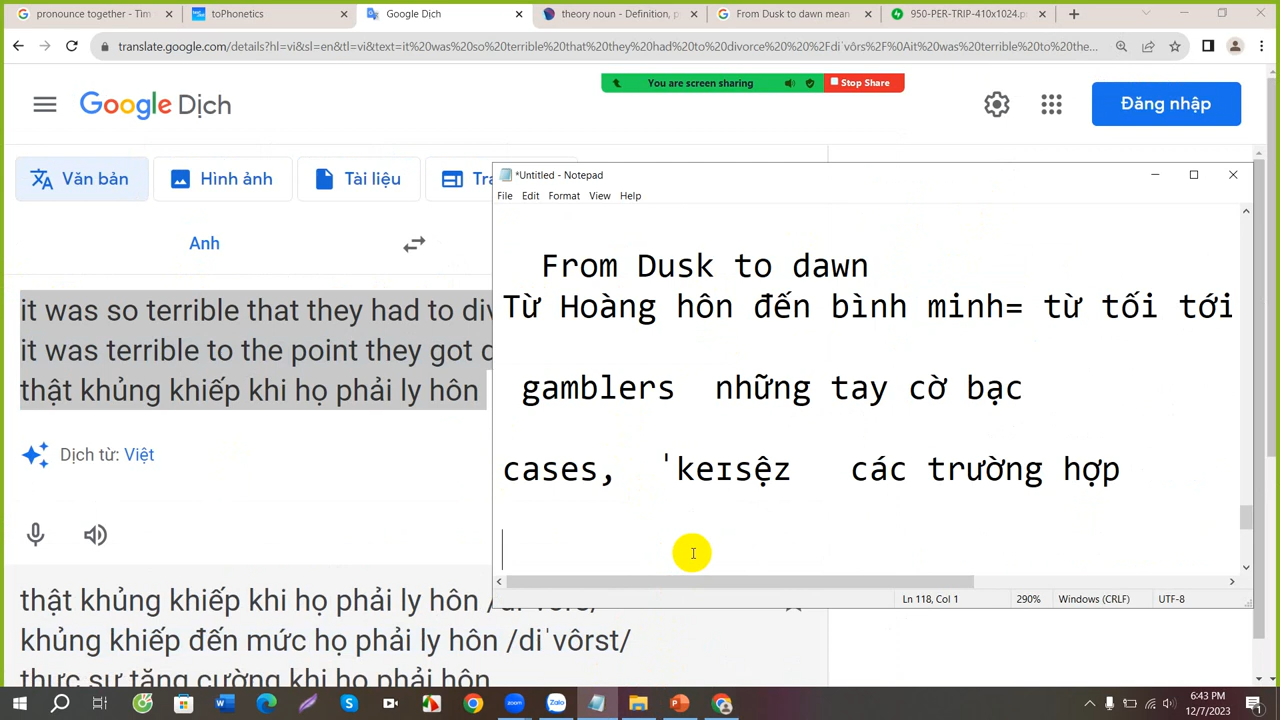 pronounce together - Tim
toPhonetics
Google Dịch
theory noun - Definition, p
From Dusk to dawn mean
950-PER-TRIP-410x1024.p
translate.google.com/details?hl=vi&sl=en&tl=vi&text=it%20was%20so%20terrible%20that%20they%20had%20to%20divorce%20%20%2Fdiˈvôrs%2F%0Ait%20was%20terrible%20to%20the...
You are screen sharing
Stop Share
Google Dịch
Đăng nhập
Văn bản
Hình ảnh
Tài liệu
Anh
it was so terrible that they had to div
it was terrible to the point they got
thật khủng khiếp khi họ phải ly hôn
Dịch từ: Việt
thật khủng khiếp khi họ phải ly hôn
khủng khiếp đến mức họ phải ly hôn /diˈvôrst/
thực sự tăng cường khi họ phải hôn
*Untitled - Notepad
File Edit Format View Help
From Dusk to dawn
Từ Hoàng hôn đến bình minh= từ tối tới
gamblers những tay cờ bạc
cases, ˈkeɪsệz các trường hợp
Ln 118, Col 1
290%
Windows (CRLF)
UTF-8
6:43 PM
12/7/2023